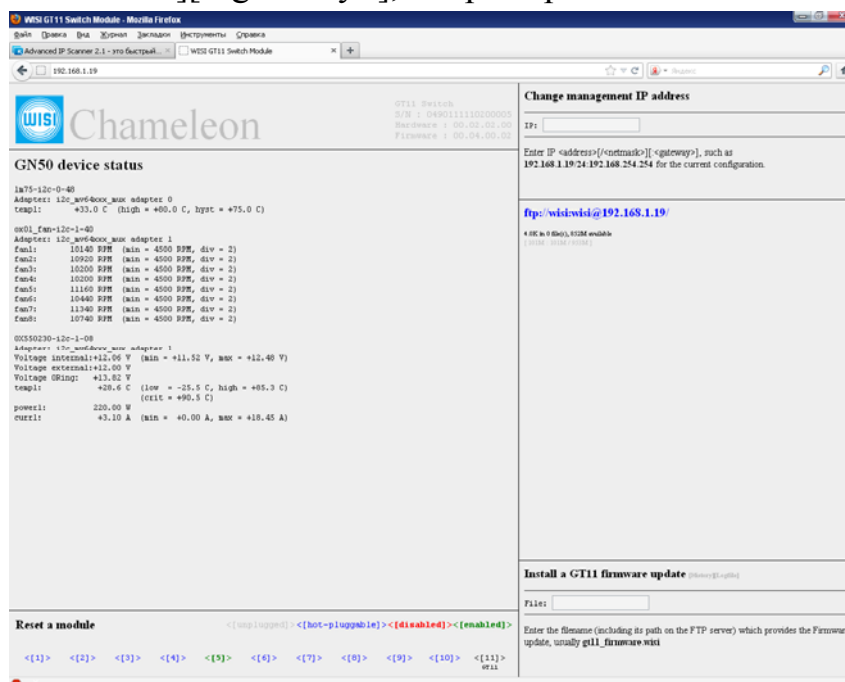 WISI GT11 Switch Module - Mozilla Firefox
Файл Правка Вид Журнал Закладки Инструменты Справка
Advanced IP Scanner 2.1 - это быстрый...
WISI GT11 Switch Module
192.168.1.19
Яндекс
WISI
Chameleon
GT11 Switch
S/N : 0490111110200005
Hardware : 00.02.02.00
Firmware : 00.04.00.02
GN50 device status
lm75-i2c-0-48
Adapter: i2c_mv64xxx_mux adapter 0
temp1: +33.0 C (high = +80.0 C, hyst = +75.0 C)
ox01_fan-i2c-1-40
Adapter: i2c_mv64xxx_mux adapter 1
fan1: 10140 RPM (min = 4500 RPM, div = 2)
fan2: 10920 RPM (min = 4500 RPM, div = 2)
fan3: 10200 RPM (min = 4500 RPM, div = 2)
fan4: 10200 RPM (min = 4500 RPM, div = 2)
fan5: 11160 RPM (min = 4500 RPM, div = 2)
fan6: 10440 RPM (min = 4500 RPM, div = 2)
fan7: 11340 RPM (min = 4500 RPM, div = 2)
fan8: 10740 RPM (min = 4500 RPM, div = 2)
OX550230-i2c-1-08
Adapter: i2c_mv64xxx_mux adapter 1
Voltage internal:+12.06 V (min = +11.52 V, max = +12.48 V)
Voltage external:+12.00 V
Voltage ORing: +13.82 V
temp1: +28.6 C (low = -25.5 C, high = +85.3 C)
(crit = +90.5 C)
power1: 220.00 W
curr1: +3.10 A (min = +0.00 A, max = +18.45 A)
Reset a module
<[unplugged]><[hot-pluggable]><[disabled]><[enabled]>
<[1]> <[2]> <[3]> <[4]> <[5]> <[6]> <[7]> <[8]> <[9]> <[10]> <[11]>
GT11
Change management IP address
IP:
Enter IP <address>[/<netmask>][:<gateway>], such as
192.168.1.19/24:192.168.254.254 for the current configuration.
ftp://wisi:wisi@192.168.1.19/
Install a GT11 firmware update [History][Logfile]
File:
Enter the filename (including its path on the FTP server) which provides the Firmwar
update, usually gt11_firmware.wisi